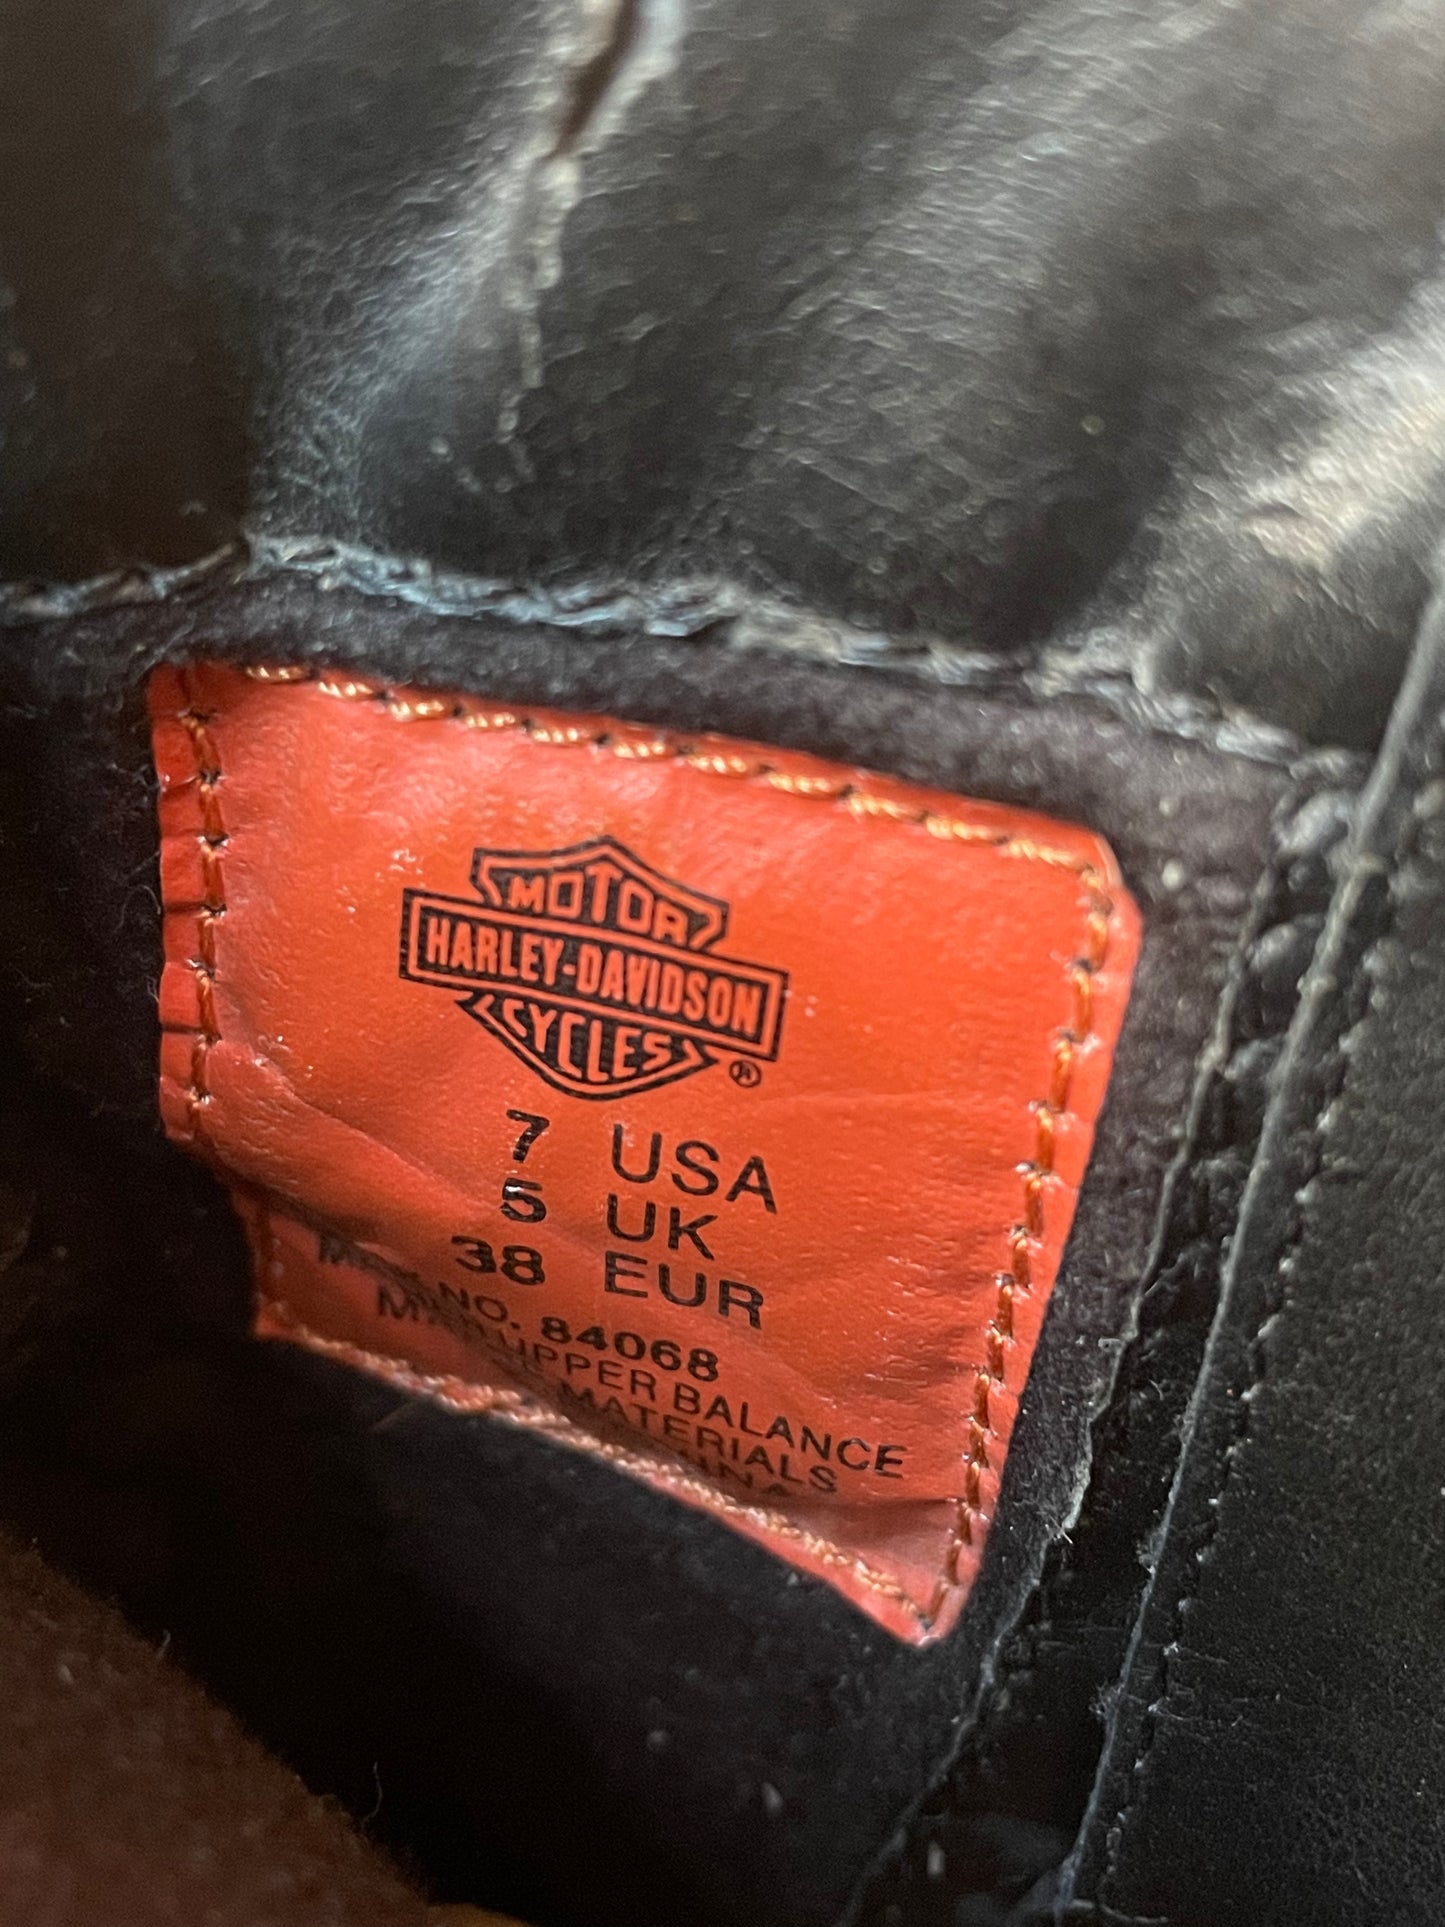 MOTOR
HARLEY-DAVIDSON
CYCLES
®
7 USA
5 UK
38 EUR
NO. 84068
UPPER BALANCE
MATERIALS